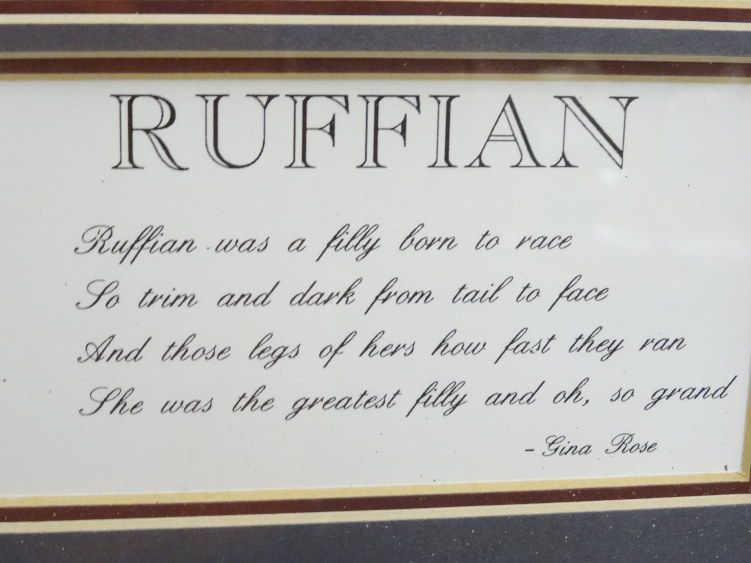 RUFFIAN
Ruffian was a filly born to race
So trim and dark from tail to face
And those legs of hers how fast they ran
She was the greatest filly and oh, so grand
- Gina Rose